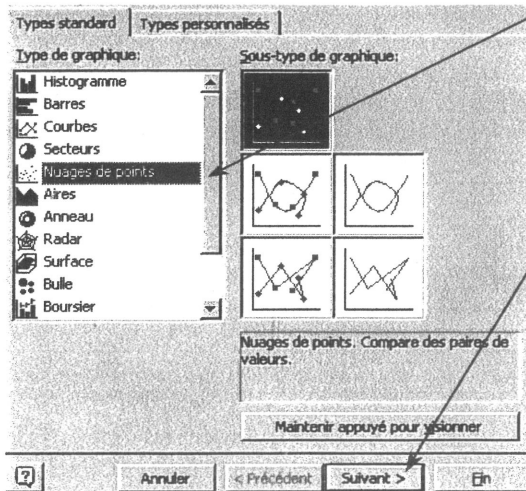 Types standard
Types personnalisés
Type de graphique:
Histogramme
Barres
Courbes
Secteurs
Nuages de points
Aires
Anneau
Radar
Surface
Bulle
Boursier
Sous-type de graphique:
Nuages de points. Compare des paires de
valeurs.
Maintenir appuyé pour visionner
?
Annuler
< Précédent
Suivant >
Fin